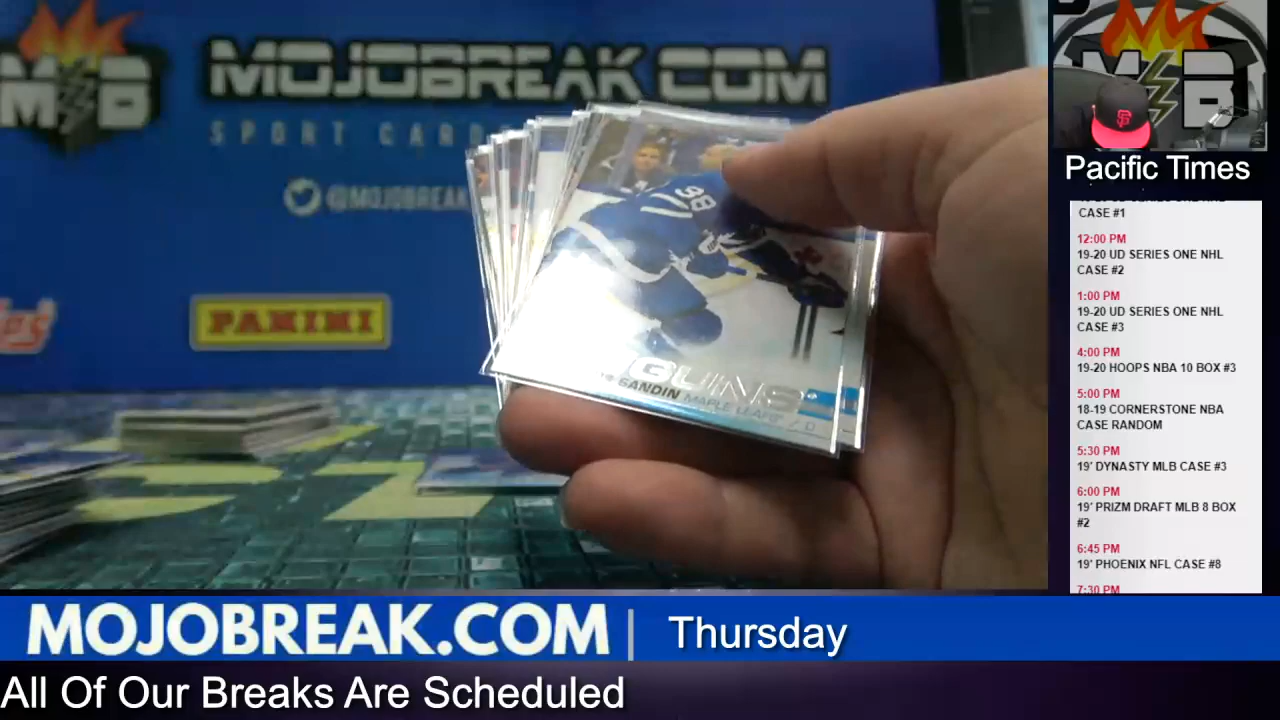 MOJOBREAK.COM
SPORT CARD
@MOJOBREAK
M B
PANINI
38
SANDIN MAPLE LEAFS / D
M B
SF
Pacific Times
CASE #1
12:00 PM
19-20 UD SERIES ONE NHL
CASE #2
1:00 PM
19-20 UD SERIES ONE NHL
CASE #3
4:00 PM
19-20 HOOPS NBA 10 BOX #3
5:00 PM
18-19 CORNERSTONE NBA
CASE RANDOM
5:30 PM
19' DYNASTY MLB CASE #3
6:00 PM
19' PRIZM DRAFT MLB 8 BOX
#2
6:45 PM
19' PHOENIX NFL CASE #8
7:30 PM
MOJOBREAK.COM | Thursday
All Of Our Breaks Are Scheduled